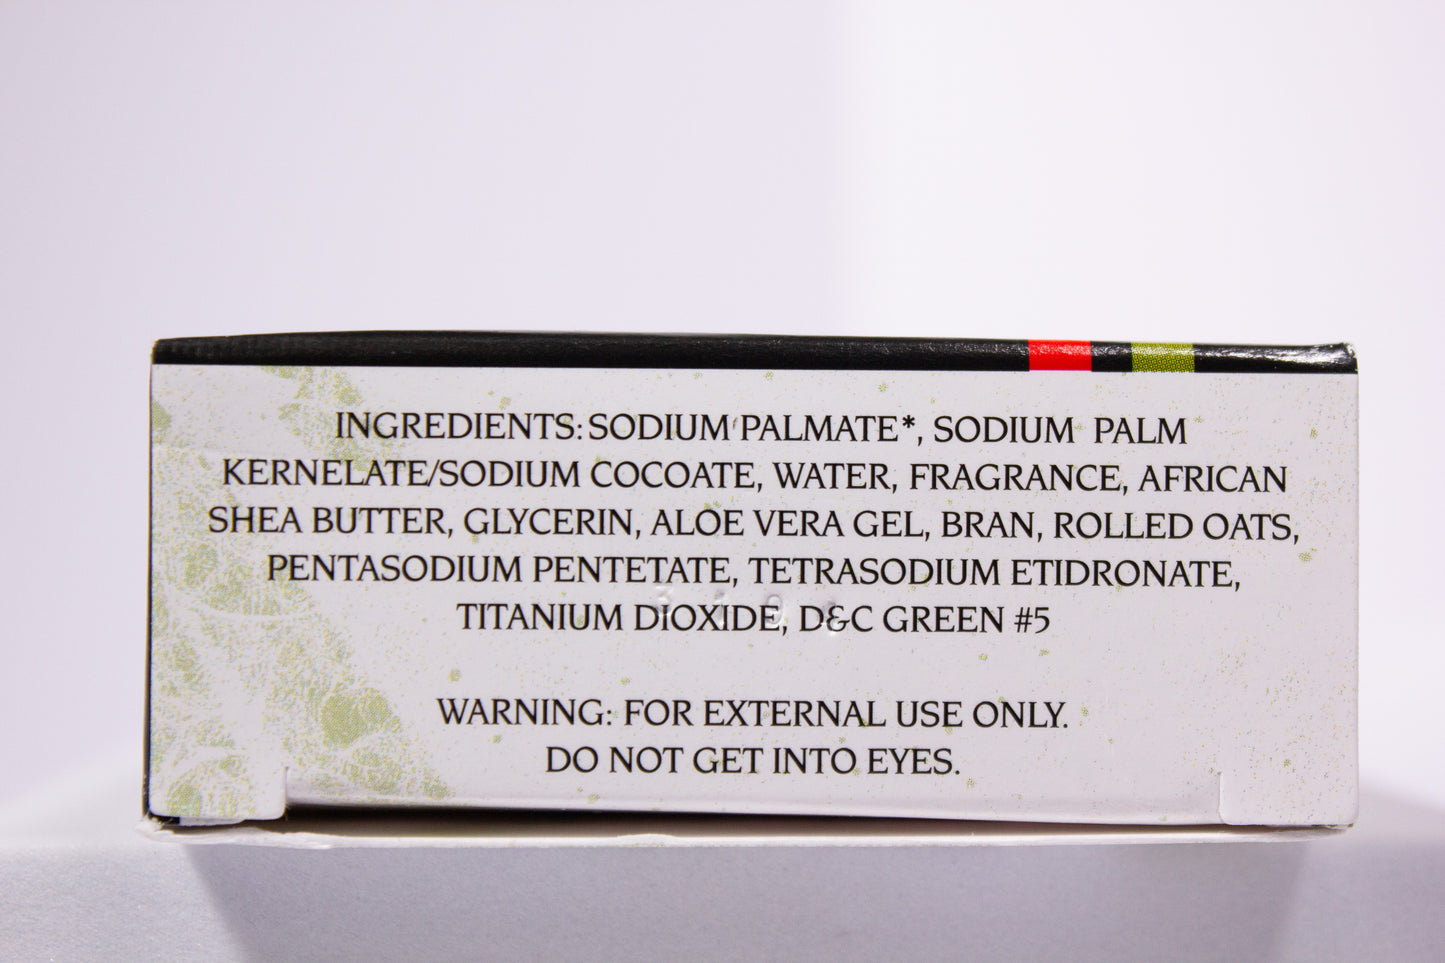 INGREDIENTS: SODIUM PALMATE*, SODIUM PALM
KERNELATE/SODIUM COCOATE, WATER, FRAGRANCE, AFRICAN
SHEA BUTTER, GLYCERIN, ALOE VERA GEL, BRAN, ROLLED OATS,
PENTASODIUM PENTETATE, TETRASODIUM ETIDRONATE,
TITANIUM DIOXIDE, D&C GREEN #5
WARNING: FOR EXTERNAL USE ONLY.
DO NOT GET INTO EYES.